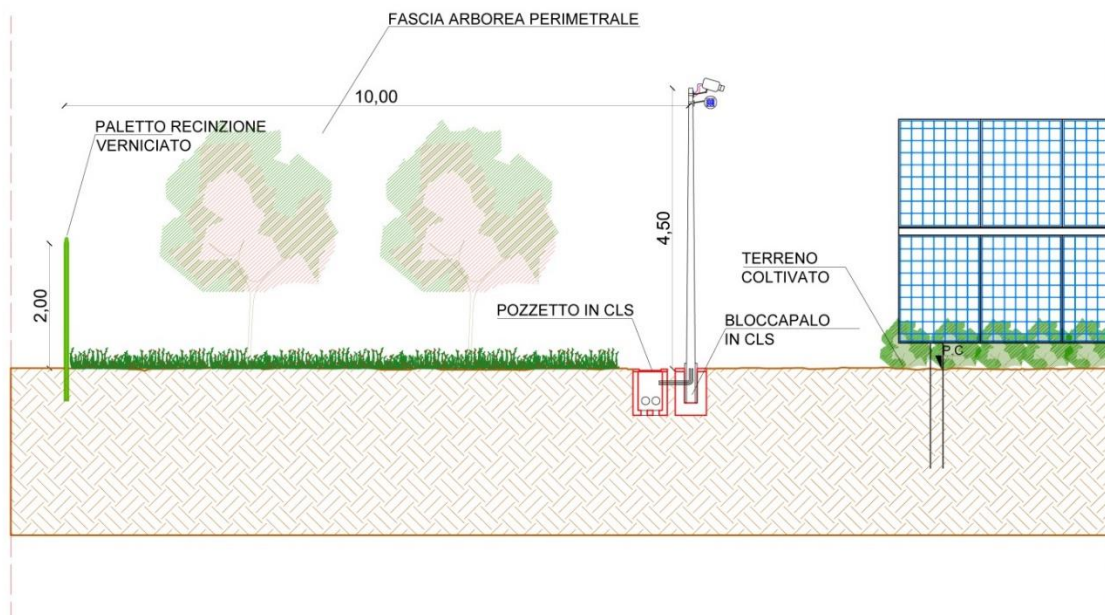 FASCIA ARBOREA PERIMETRALE
10,00
PALETTO RECINZIONE
VERNICIATO
4,50
2,00
TERRENO
COLTIVATO
POZZETTO IN CLS
BLOCCAPALO
IN CLS
P.C